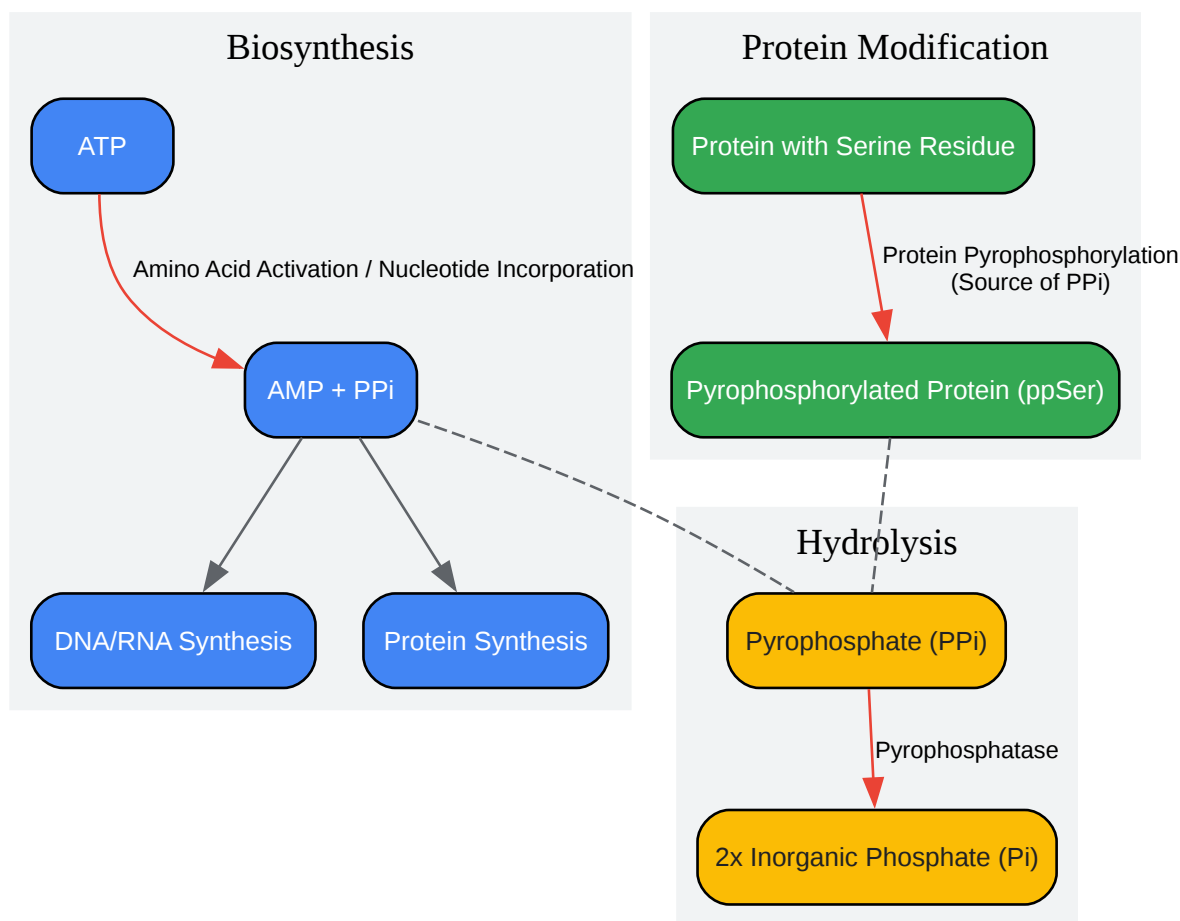 Biosynthesis
ATP
Amino Acid Activation / Nucleotide Incorporation
AMP + PPi
DNA/RNA Synthesis
Protein Synthesis
Protein Modification
Protein with Serine Residue
Protein Pyrophosphorylation
(Source of PPi)
Pyrophosphorylated Protein (ppSer)
Hydrolysis
Pyrophosphate (PPi)
Pyrophosphatase
2x Inorganic Phosphate (Pi)